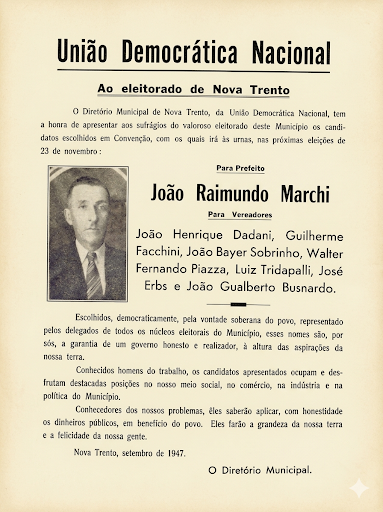 União Democrática Nacional
Ao eleitorado de Nova Trento
O Diretório Municipal de Nova Trento, da União Democrática Nacional, tem
a honra de apresentar aos sufrágios do valoroso eleitorado deste Município os candi-
datos escolhidos em Convenção, com os quais irá às urnas, nas próximas eleições de
23 de novembro :
Para Prefeito
João Raimundo Marchi
Para Vereadores
João Henrique Dadani, Guilherme
Facchini, João Bayer Sobrinho, Walter
Fernando Piazza, Luiz Tridapalli, José
Erbs e João Gualberto Busnardo.
Escolhidos, democraticamente, pela vontade soberana do povo, representado
pelos delegados de todos os núcleos eleitorais do Município, esses nomes são, por
sós, a garantia de um governo honesto e realizador, à altura das aspirações da
nossa terra.
Conhecidos homens do trabalho, os candidatos apresentados ocupam e des-
frutam destacadas posições no nosso meio social, no comércio, na indústria e na
política do Município.
Conhecedores dos nossos problemas, êles saberão aplicar, com honestidade
os dinheiros públicos, em benefício do povo. Eles farão a grandeza da nossa terra
e a felicidade da nossa gente.
Nova Trento, setembro de 1947.
O Diretório Municipal.